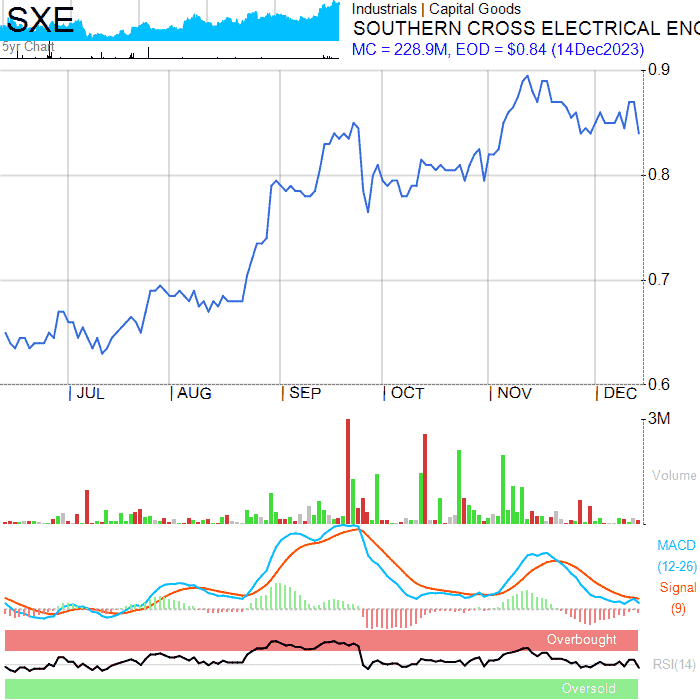 SXE
5yr Chart
Industrials | Capital Goods
SOUTHERN CROSS ELECTRICAL ENG
MC = 228.9M, EOD = $0.84 (14Dec2023)
0.9
0.8
0.7
0.6
JUL AUG SEP OCT NOV DEC
3M
Volume
MACD
(12-26)
Signal
(9)
Overbought
RSI(14)
Oversold